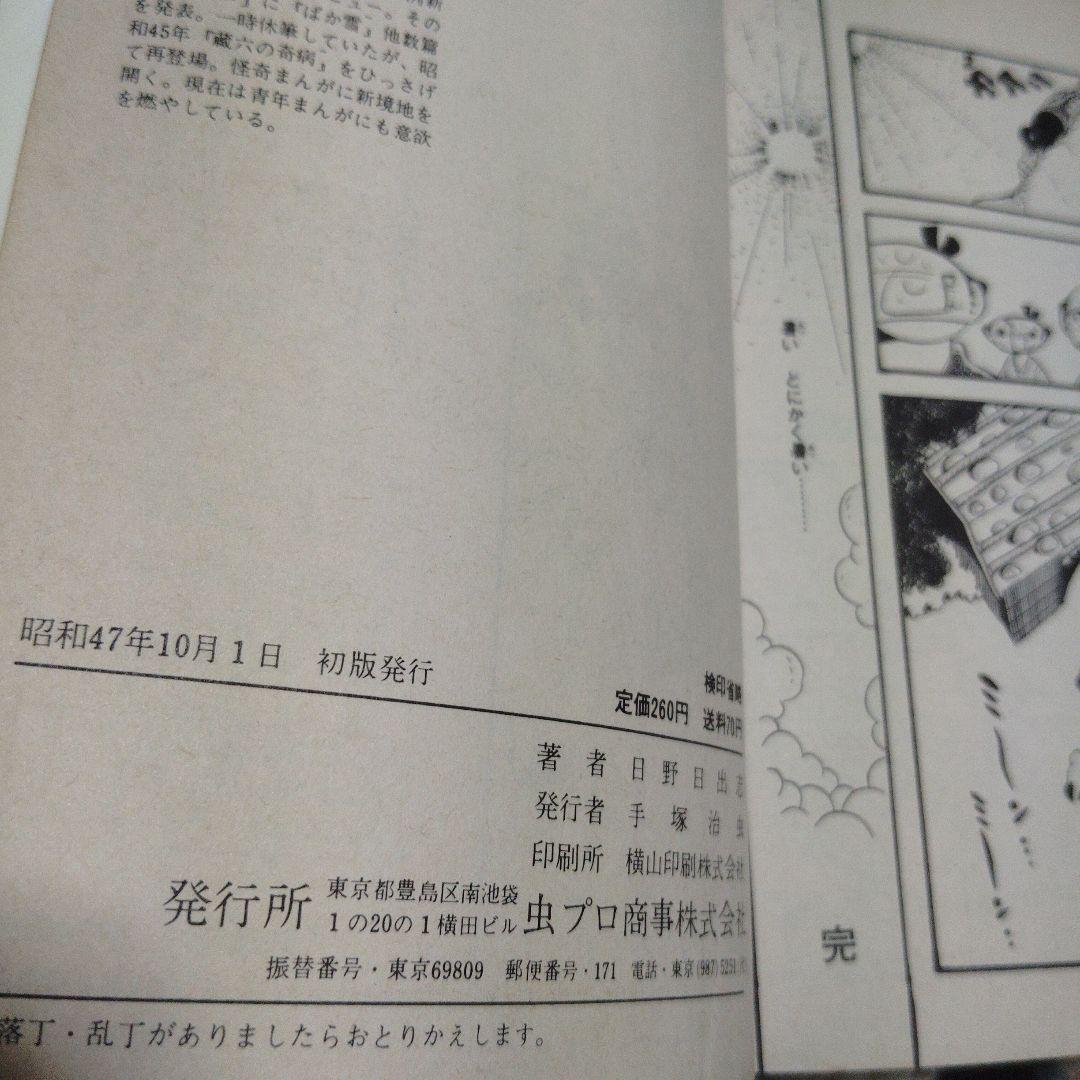 を発表。一時休筆していたが、昭
和45年『蔵六の奇病』をひっさげ
て再登場。怪奇まんがに新境地を
開く。現在は青年まんがにも意欲
を燃やしている。
昭和47年10月1日　初版発行
検印省略
定価260円　送料70円
著者　日野日出志
発行者　手塚治虫
印刷所　横山印刷株式会社
発行所　東京都豊島区南池袋
1の20の1横田ビル　虫プロ商事株式会社
振替番号・東京69809　郵便番号・171　電話・東京(987)5251
落丁・乱丁がありましたらおとりかえします。
暑い　とにかく暑い………
ミーン…
ミーン…
完